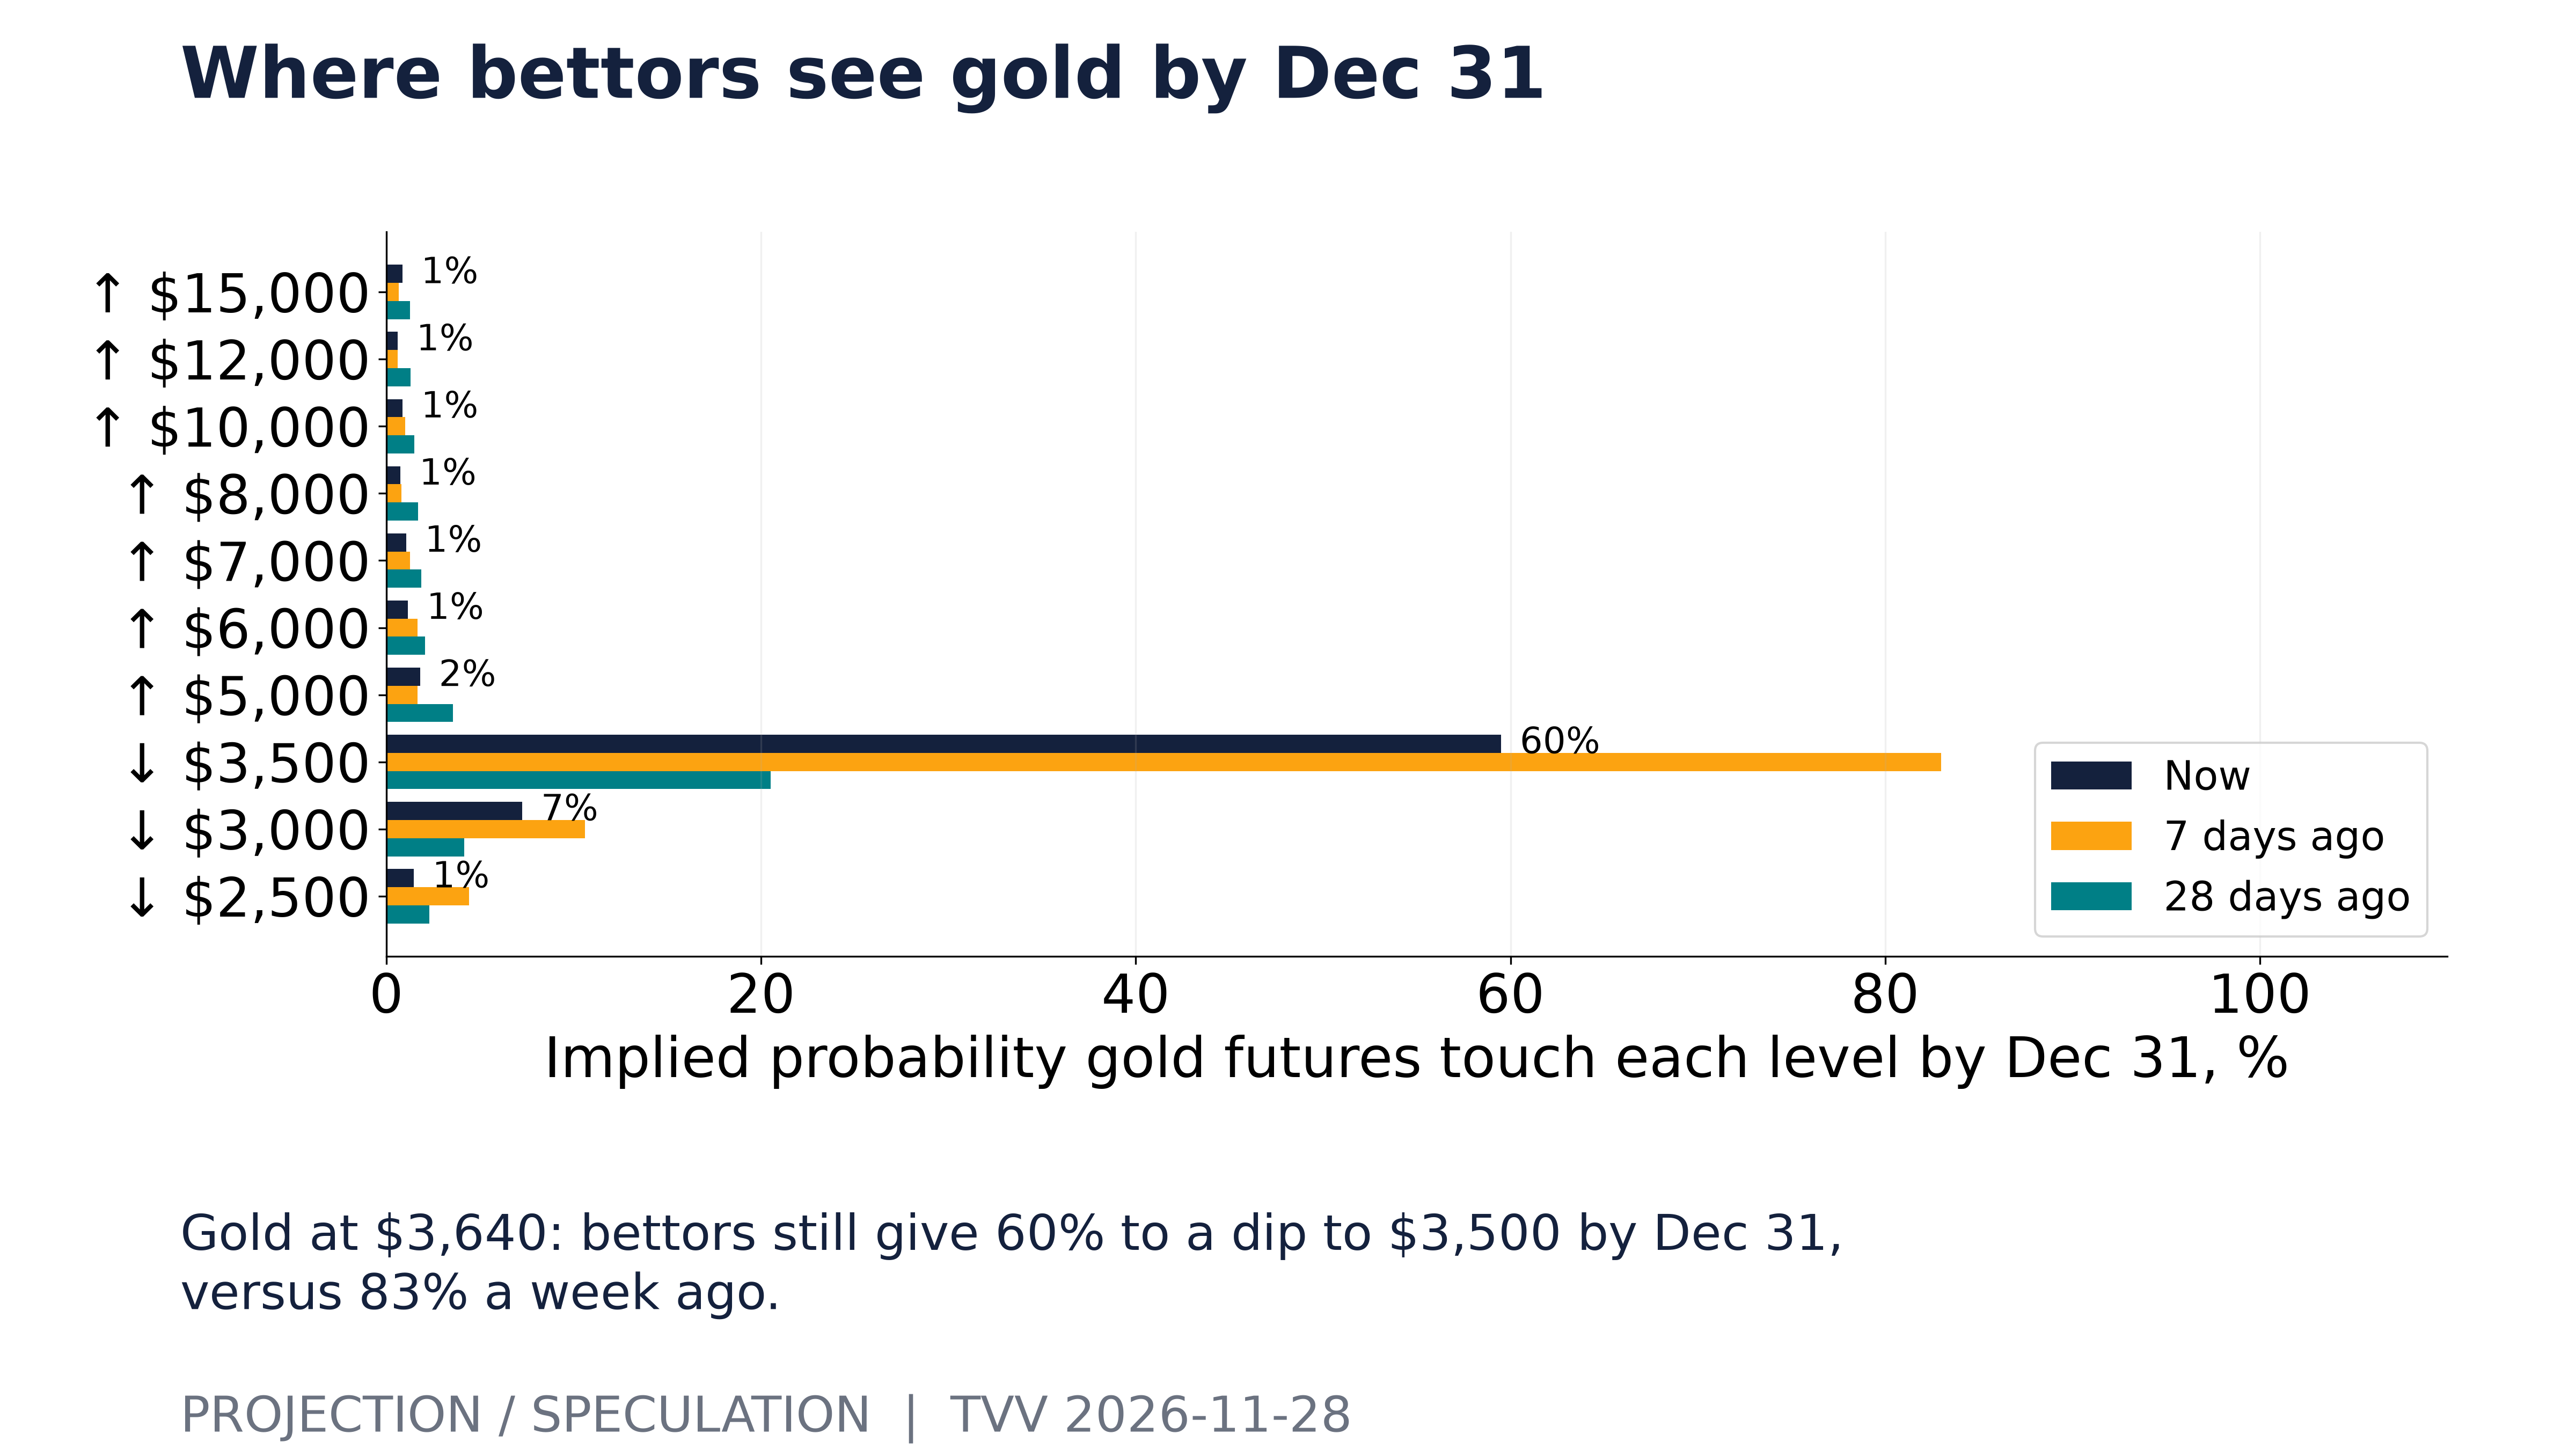 Where bettors see gold by Dec 31
↑ $15,000 1%
↑ $12,000 1%
↑ $10,000 1%
↑ $8,000 1%
↑ $7,000 1%
↑ $6,000 1%
↑ $5,000 2%
↓ $3,500 60%
↓ $3,000 7%
↓ $2,500 1%
Now
7 days ago
28 days ago
0 20 40 60 80 100
Implied probability gold futures touch each level by Dec 31, %
Gold at $3,640: bettors still give 60% to a dip to $3,500 by Dec 31,
versus 83% a week ago.
PROJECTION / SPECULATION | TVV 2026-11-28